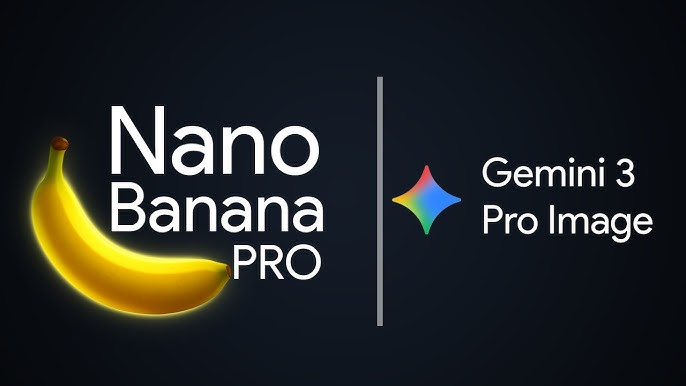 Nano
Banana
PRO
Gemini 3
Pro Image